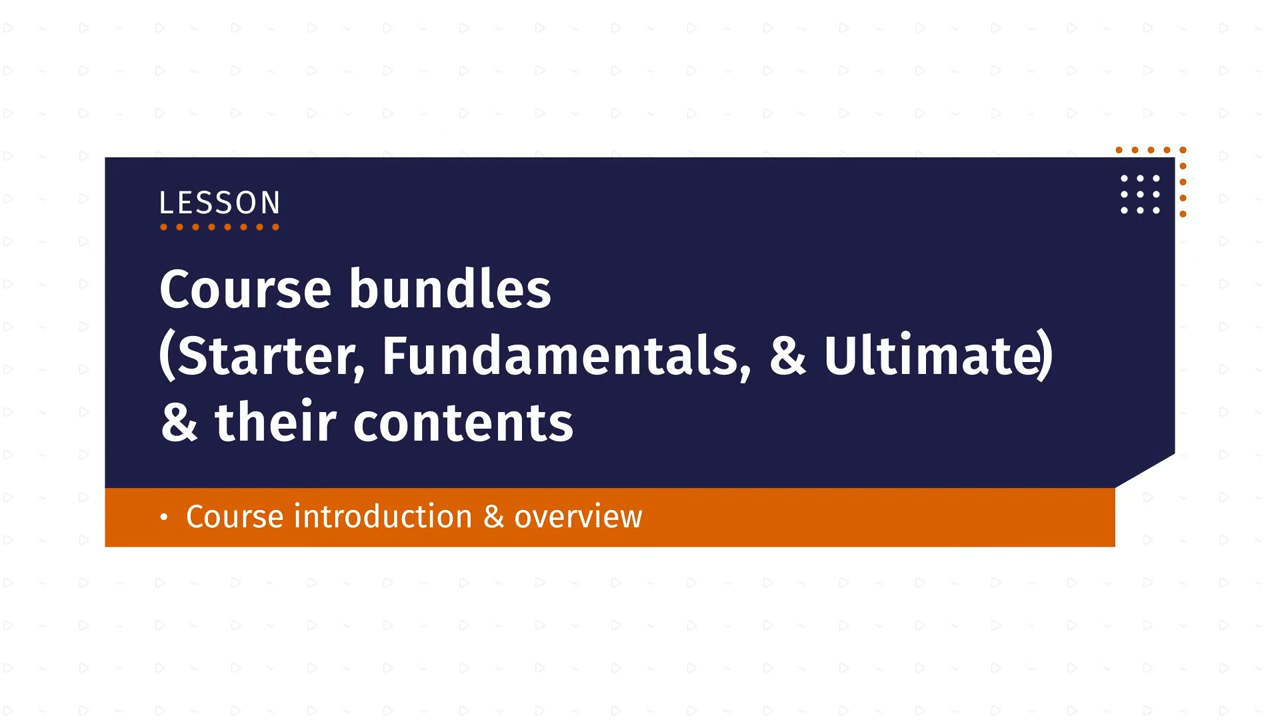 LESSON
Course bundles
(Starter, Fundamentals, & Ultimate)
& their contents
• Course introduction & overview